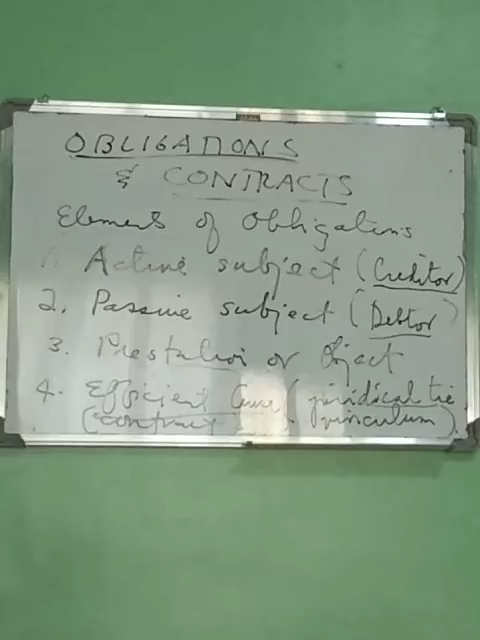 OBLIGATIONS
& CONTRACTS
Elements of Obligations
1. Active subject (Creditor)
2. Passive subject (Debtor)
3. Prestation or Object
4. Efficient Cause (juridical tie
(contract vinculum).